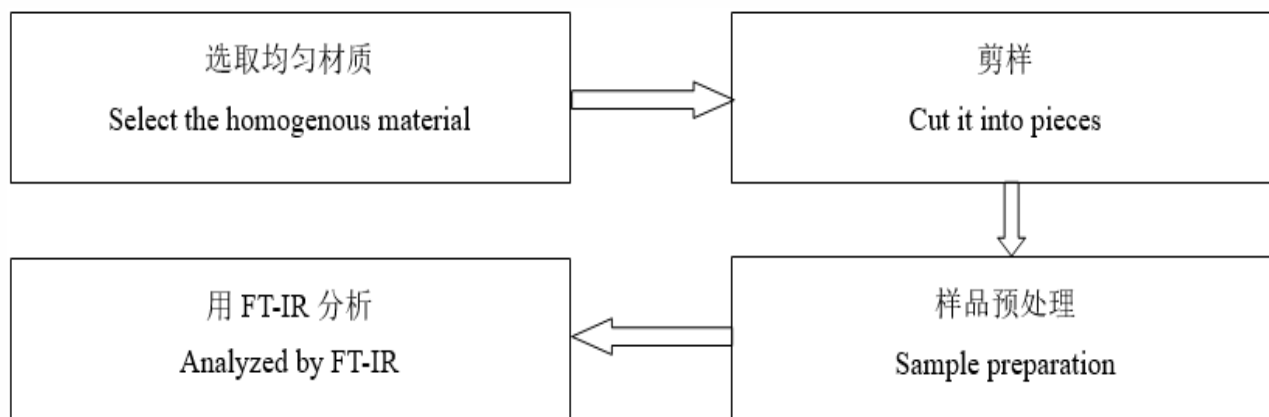 选取均匀材质
Select the homogenous material
剪样
Cut it into pieces
样品预处理
Sample preparation
用 FT-IR 分析
Analyzed by FT-IR